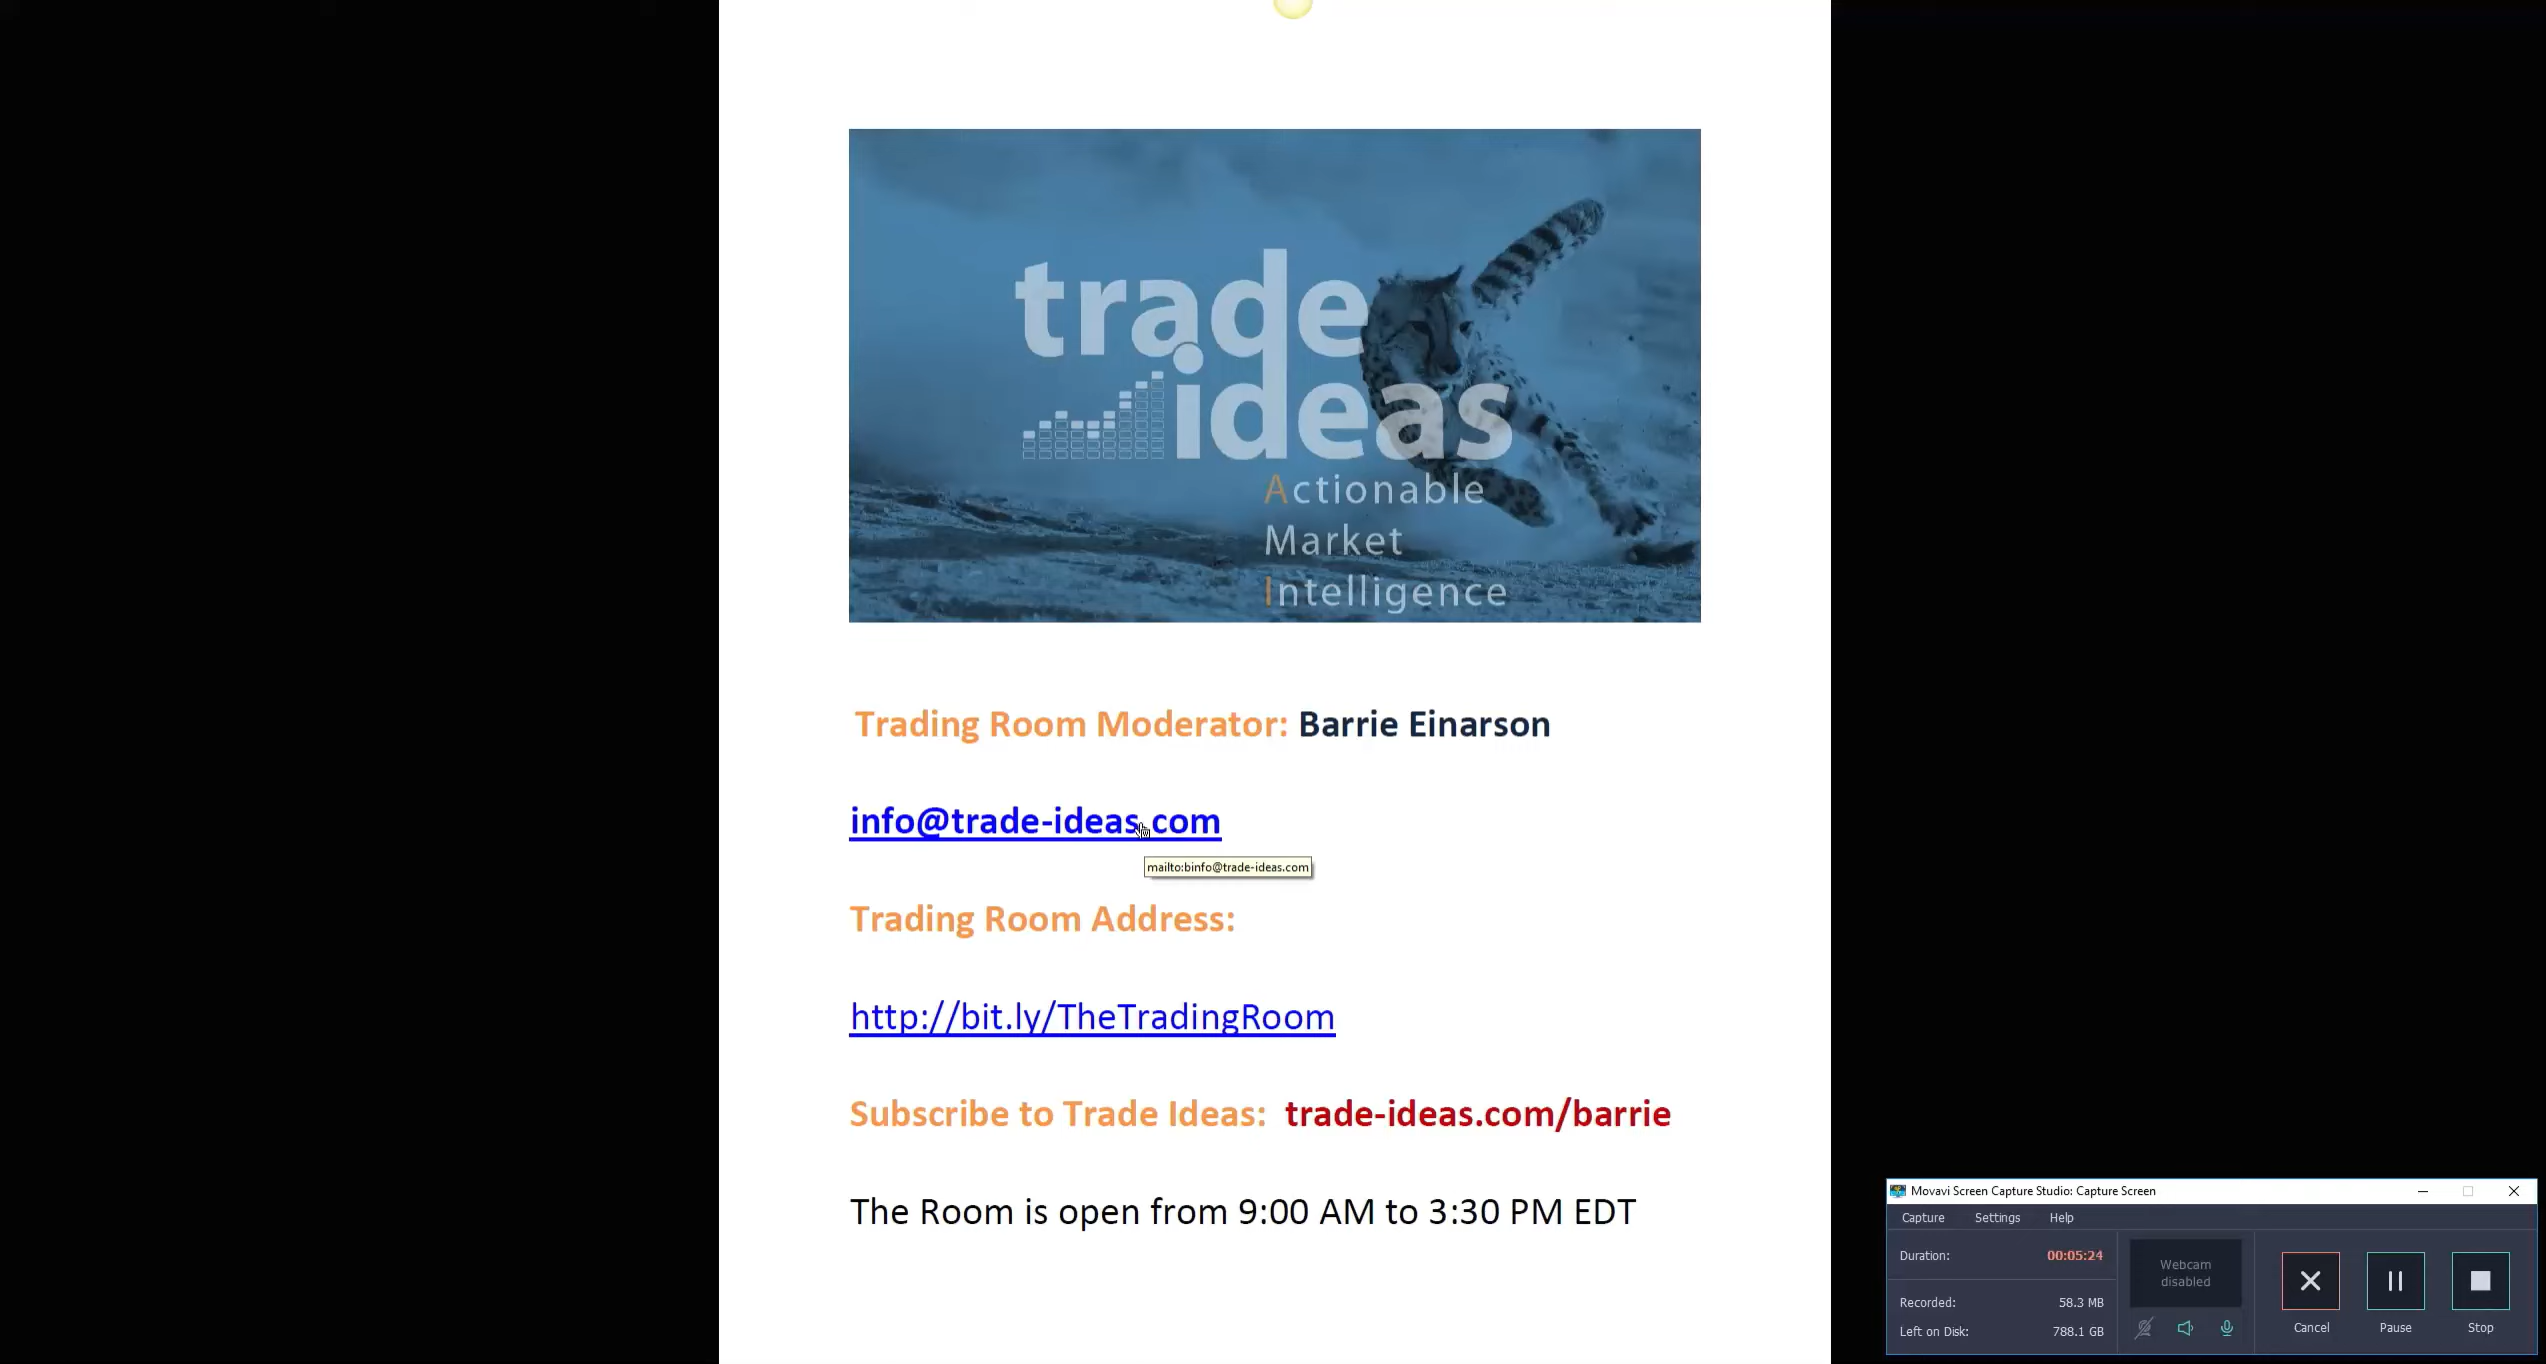 trade
ideas
Actionable
Market
Intelligence
Trading Room Moderator: Barrie Einarson
info@trade-ideas.com
mailto:binfo@trade-ideas.com
Trading Room Address:
http://bit.ly/TheTradingRoom
Subscribe to Trade Ideas: trade-ideas.com/barrie
The Room is open from 9:00 AM to 3:30 PM EDT
Movavi Screen Capture Studio: Capture Screen
Capture Settings Help
Duration: 00:05:24
Webcam
disabled
Recorded: 58.3 MB
Left on Disk: 788.1 GB
Cancel Pause Stop